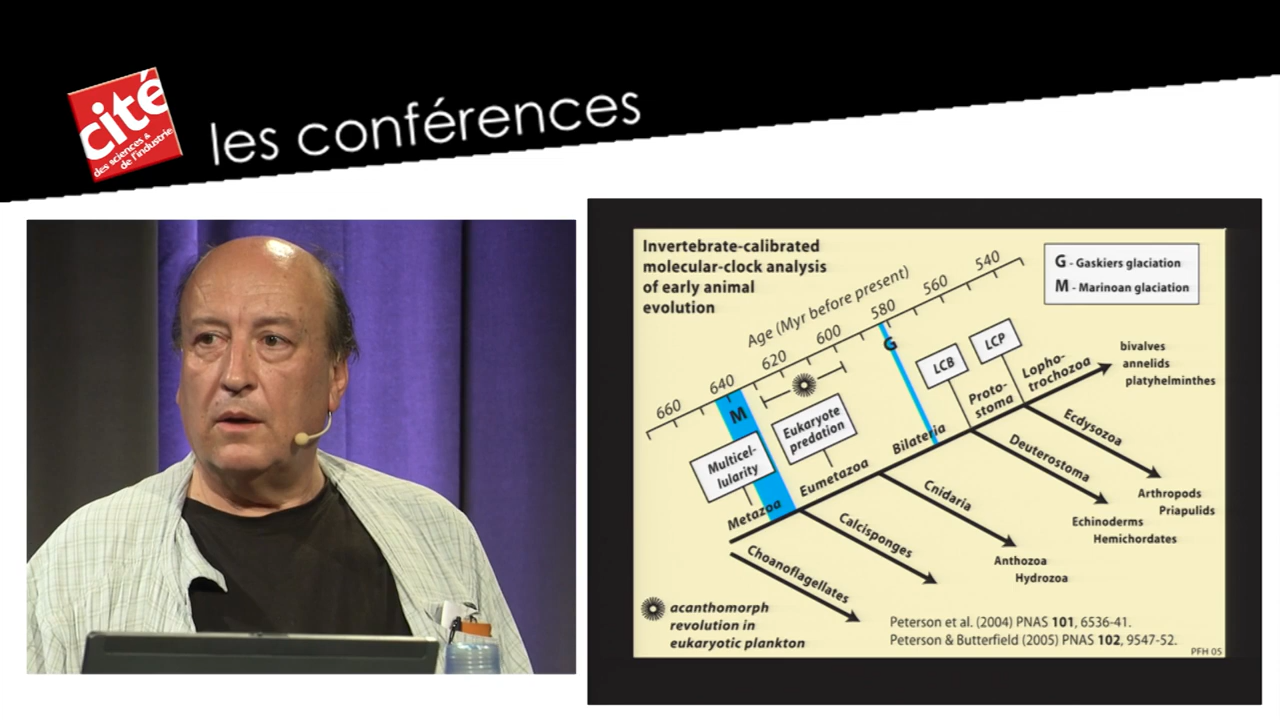 cité
des sciences &
de l'industrie
les conférences
Invertebrate-calibrated
molecular-clock analysis
of early animal
evolution
G - Gaskiers glaciation
M - Marinoan glaciation
Age (Myr before present)
660
640
620
600
580
560
540
M
G
LCB
LCP
Multicel-
lularity
Eukaryote
predation
Metazoa
Eumetazoa
Bilateria
Proto-
stoma
Lopho-
trochozoa
bivalves
annelids
platyhelminthes
Ecdysozoa
Arthropods
Priapulids
Deuterostoma
Echinoderms
Hemichordates
Cnidaria
Anthozoa
Hydrozoa
Calcisponges
Choanoflagellates
acanthomorph
revolution in
eukaryotic plankton
Peterson et al. (2004) PNAS 101, 6536-41.
Peterson & Butterfield (2005) PNAS 102, 9547-52.
PFH 05